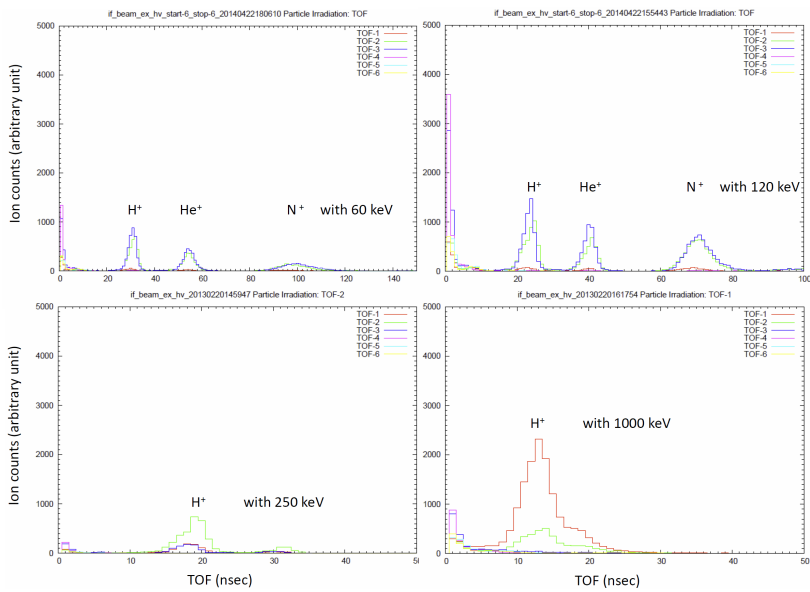 if_beam_ex_hv_start-6_stop-6_20140422180610 Particle Irradiation: TOF
5000
4000
3000
2000
1000
0
TOF-1
TOF-2
TOF-3
TOF-4
TOF-5
TOF-6
H+
He+
N+ with 60 keV
0 20 40 60 80 100 120 140
Ion counts (arbitrary unit)
if_beam_ex_hv_start-6_stop-6_20140422155443 Particle Irradiation: TOF
5000
4000
3000
2000
1000
0
TOF-1
TOF-2
TOF-3
TOF-4
TOF-5
TOF-6
H+
He+
N+ with 120 keV
0 20 40 60 80 100
if_beam_ex_hv_20130220145947 Particle Irradiation: TOF-2
5000
4000
3000
2000
1000
0
TOF-1
TOF-2
TOF-3
TOF-4
TOF-5
TOF-6
H+ with 250 keV
0 10 20 30 40 50
TOF (nsec)
Ion counts (arbitrary unit)
if_beam_ex_hv_20130220161754 Particle Irradiation: TOF-1
5000
4000
3000
2000
1000
0
TOF-1
TOF-2
TOF-3
TOF-4
TOF-5
TOF-6
H+ with 1000 keV
0 10 20 30 40 50
TOF (nsec)